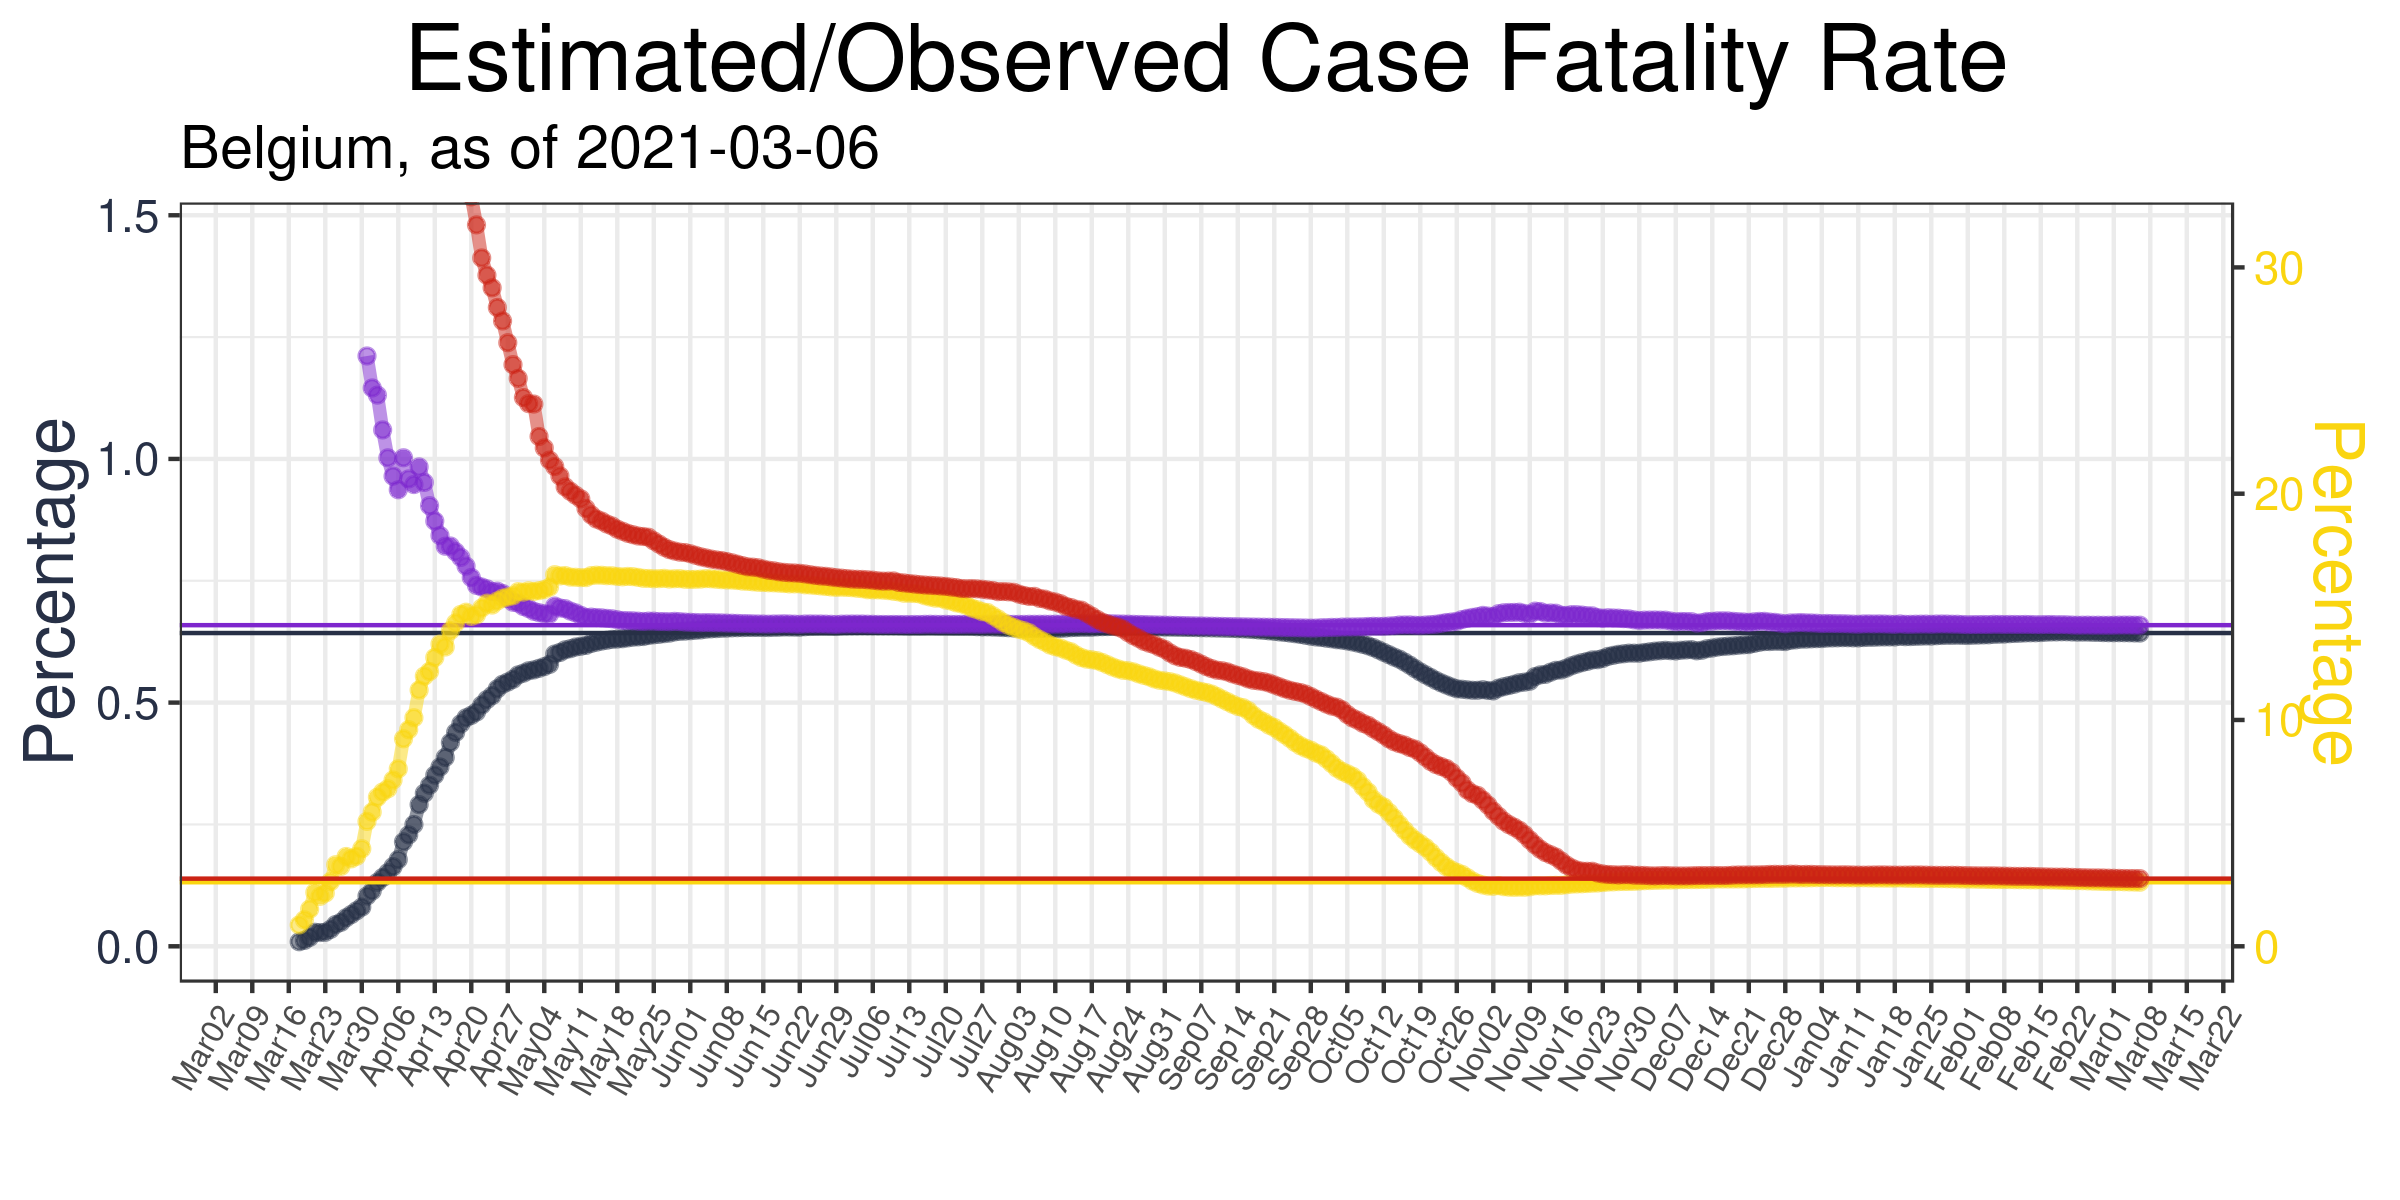 Estimated/Observed Case Fatality Rate
Belgium, as of 2021-03-06
Percentage
1.5
1.0
0.5
0.0
30
20
10
0
Percentage
Mar02
Mar09
Mar16
Mar23
Mar30
Apr06
Apr13
Apr20
Apr27
May04
May11
May18
May25
Jun01
Jun08
Jun15
Jun22
Jun29
Jul06
Jul13
Jul20
Jul27
Aug03
Aug10
Aug17
Aug24
Aug31
Sep07
Sep14
Sep21
Sep28
Oct05
Oct12
Oct19
Oct26
Nov02
Nov09
Nov16
Nov23
Nov30
Dec07
Dec14
Dec21
Dec28
Jan04
Jan11
Jan18
Jan25
Feb01
Feb08
Feb15
Feb22
Mar01
Mar08
Mar15
Mar22